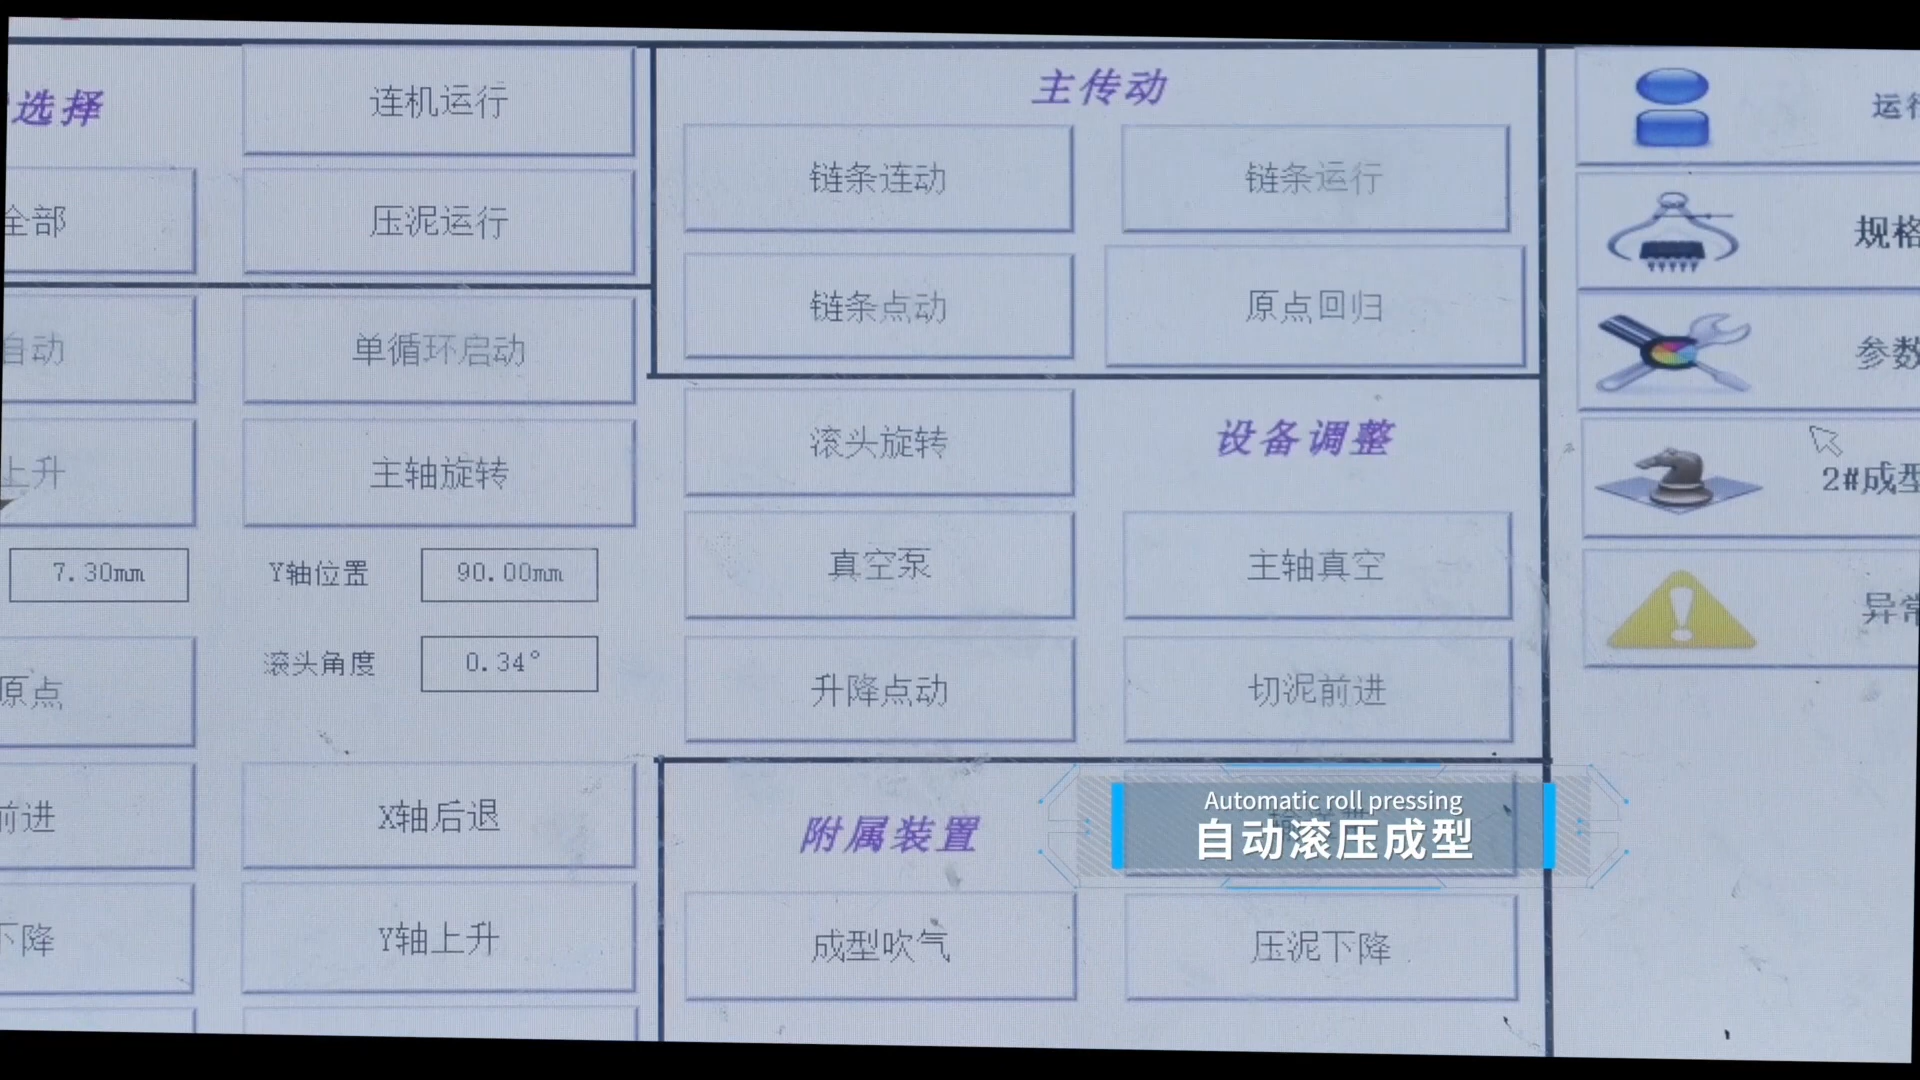 选择
连机运行
全部
压泥运行
自动
单循环启动
上升
主轴旋转
7.30mm
Y轴位置
90.00mm
滚头角度
0.34°
原点
前进
X轴后退
下降
Y轴上升
主传动
链条连动
链条运行
链条点动
原点回归
滚头旋转
设备调整
真空泵
主轴真空
升降点动
切泥前进
附属装置
Automatic roll pressing
自动滚压成型
成型吹气
压泥下降
运行
规格
参数
2#成型
异常